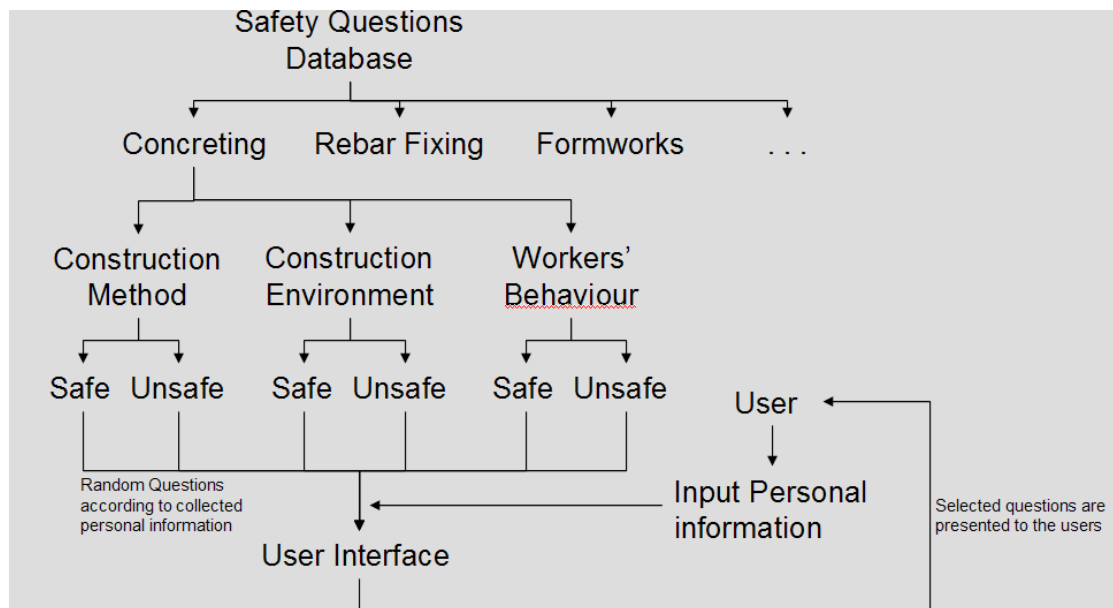 Safety Questions
Database
Concreting
Rebar Fixing
Formworks
. . .
Construction
Method
Construction
Environment
Workers’
Behaviour
Safe
Unsafe
Safe
Unsafe
Safe
Unsafe
User
Random Questions
according to collected
personal information
Input Personal
information
Selected questions are
presented to the users
User Interface